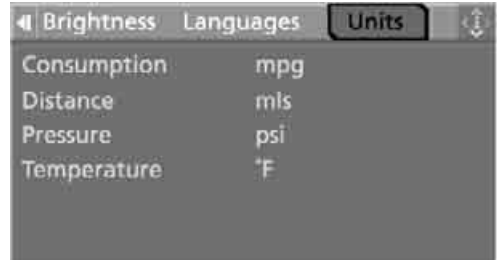 Brightness Languages Units
Consumption mpg
Distance mls
Pressure psi
Temperature °F